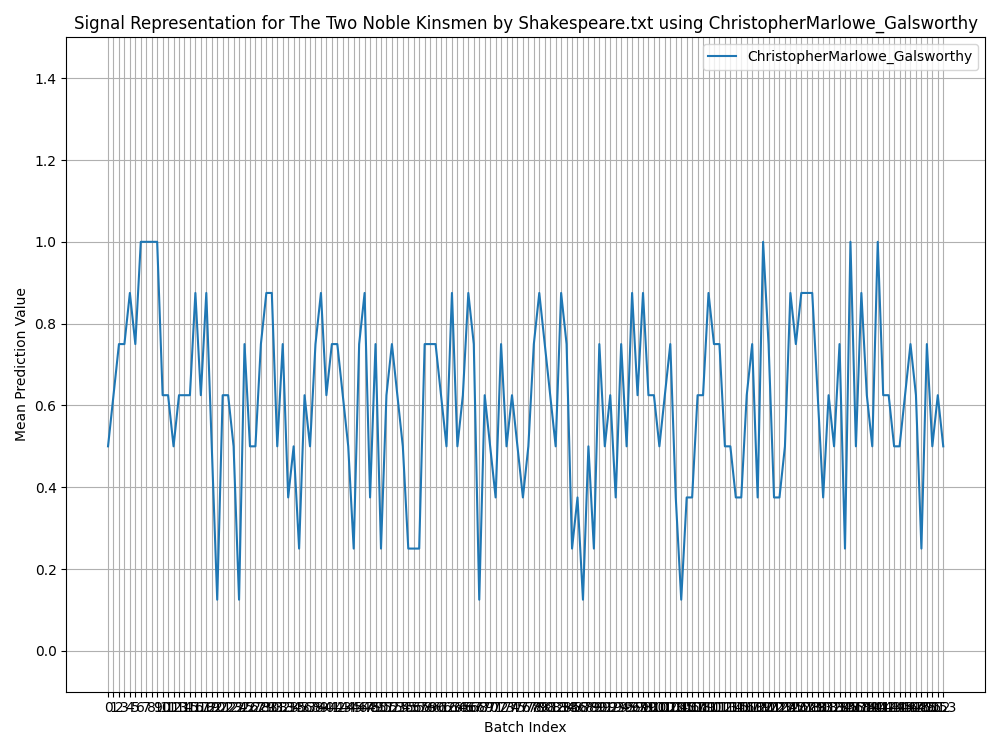 Signal Representation for The Two Noble Kinsmen by Shakespeare.txt using ChristopherMarlowe_Galsworthy
ChristopherMarlowe_Galsworthy
1.4
1.2
1.0
0.8
0.6
0.4
0.2
0.0
Mean Prediction Value
Batch Index